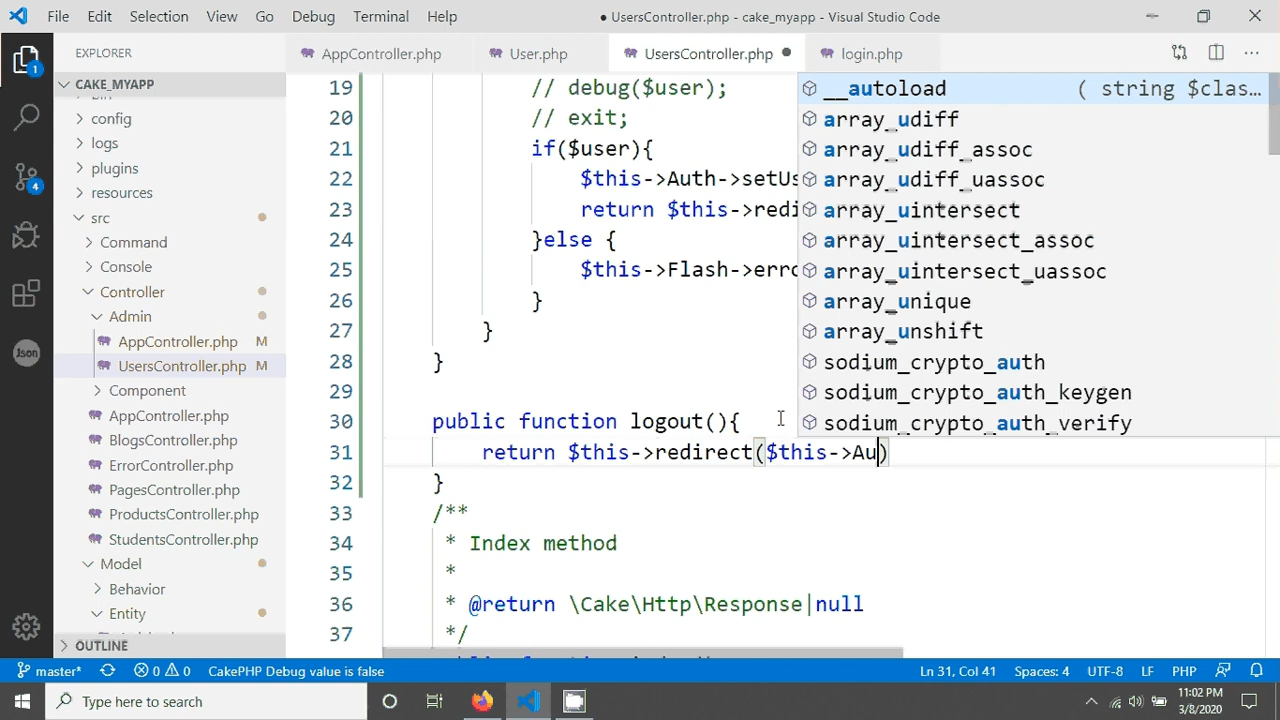 File Edit Selection View Go Debug Terminal Help ● UsersController.php - cake_myapp - Visual Studio Code
EXPLORER
AppController.php User.php UsersController.php login.php
CAKE_MYAPP
config
logs
plugins
resources
src
Command
Console
Controller
Admin
AppController.php M
UsersController.php M
Component
AppController.php
BlogsController.php
ErrorController.php
PagesController.php
ProductsController.php
StudentsController.php
Model
Behavior
Entity
OUTLINE
1
4
Json
19 // debug($user);
20 // exit;
21 if($user){
22 $this->Auth->setUs
23 return $this->redi
24 }else {
25 $this->Flash->erro
26 }
27 }
28 }
29
30 public function logout(){
31 return $this->redirect($this->Au)
32 }
33 /**
34 * Index method
35 *
36 * @return \Cake\Http\Response|null
37 */
__autoload ( string $clas…
array_udiff
array_udiff_assoc
array_udiff_uassoc
array_uintersect
array_uintersect_assoc
array_uintersect_uassoc
array_unique
array_unshift
sodium_crypto_auth
sodium_crypto_auth_keygen
sodium_crypto_auth_verify
master* 0 0 CakePHP Debug value is false Ln 31, Col 41 Spaces: 4 UTF-8 LF PHP
Type here to search
11:02 PM
3/8/2020